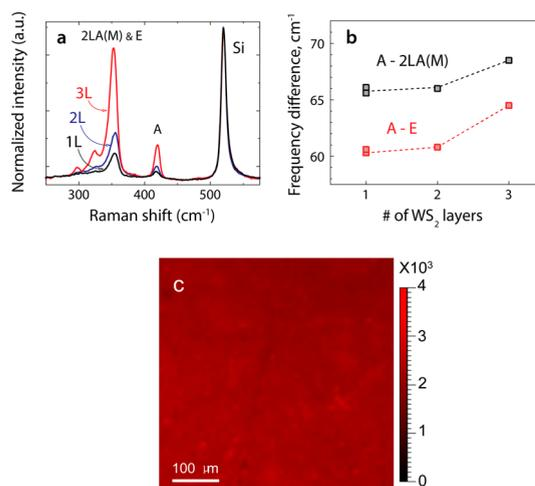 a
2LA(M) & E
Si
3L
2L
1L
A
Normalized intensity (a.u.)
300 400 500
Raman shift (cm⁻¹)
b
A - 2LA(M)
A - E
Frequency difference, cm⁻¹
70
65
60
1 2 3
# of WS₂ layers
c
100 μm
X10³
4
3
2
1
0